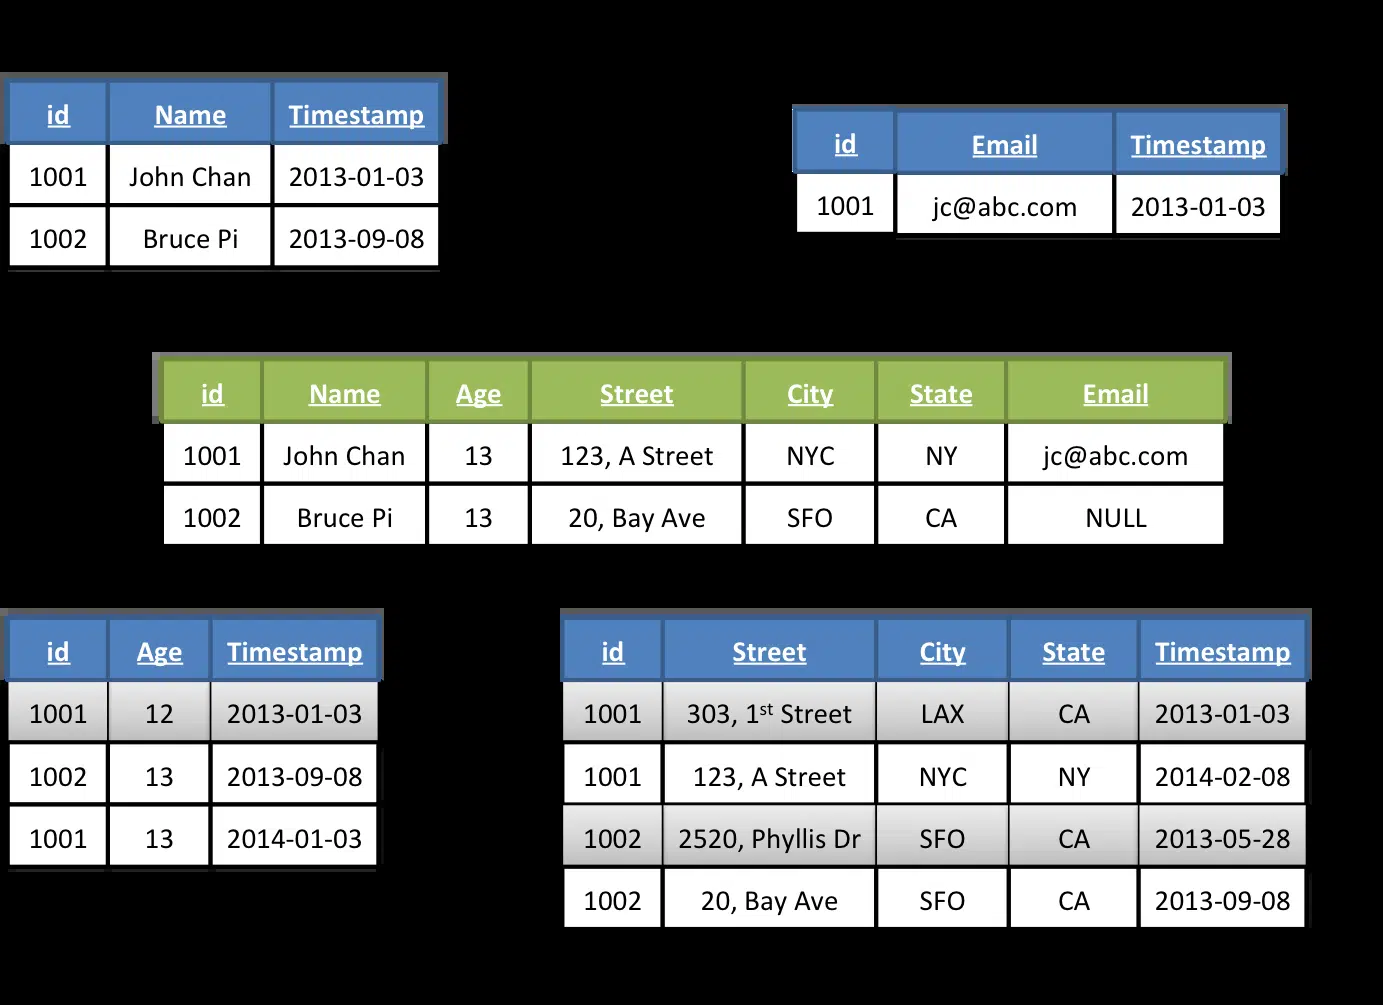 id Name Timestamp
1001 John Chan 2013-01-03
1002 Bruce Pi 2013-09-08
id Email Timestamp
1001 jc@abc.com 2013-01-03
id Name Age Street City State Email
1001 John Chan 13 123, A Street NYC NY jc@abc.com
1002 Bruce Pi 13 20, Bay Ave SFO CA NULL
id Age Timestamp
1001 12 2013-01-03
1002 13 2013-09-08
1001 13 2014-01-03
id Street City State Timestamp
1001 303, 1st Street LAX CA 2013-01-03
1001 123, A Street NYC NY 2014-02-08
1002 2520, Phyllis Dr SFO CA 2013-05-28
1002 20, Bay Ave SFO CA 2013-09-08